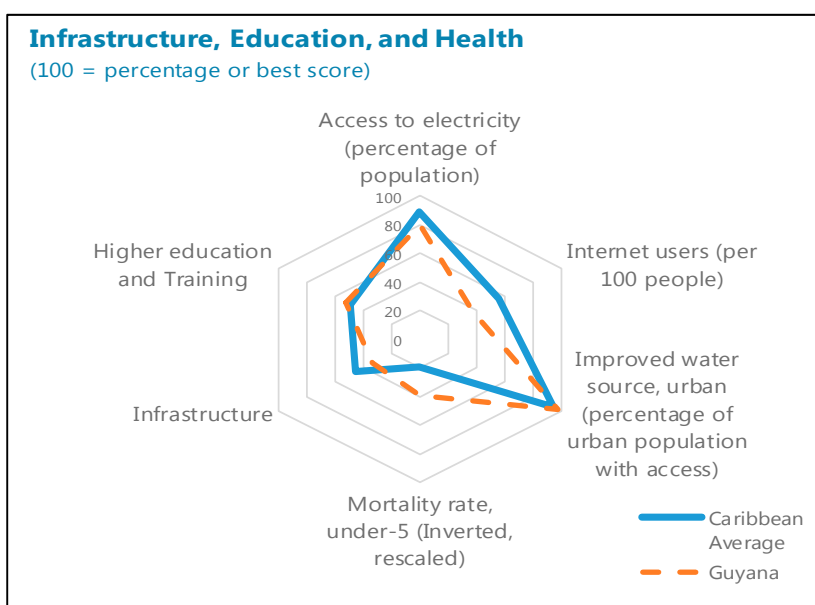 Infrastructure, Education, and Health
(100 = percentage or best score)
Access to electricity
(percentage of
population)
100
80
60
40
20
0
Internet users (per
100 people)
Improved water
source, urban
(percentage of
urban population
with access)
Mortality rate,
under-5 (Inverted,
rescaled)
Infrastructure
Higher education
and Training
Caribbean
Average
Guyana